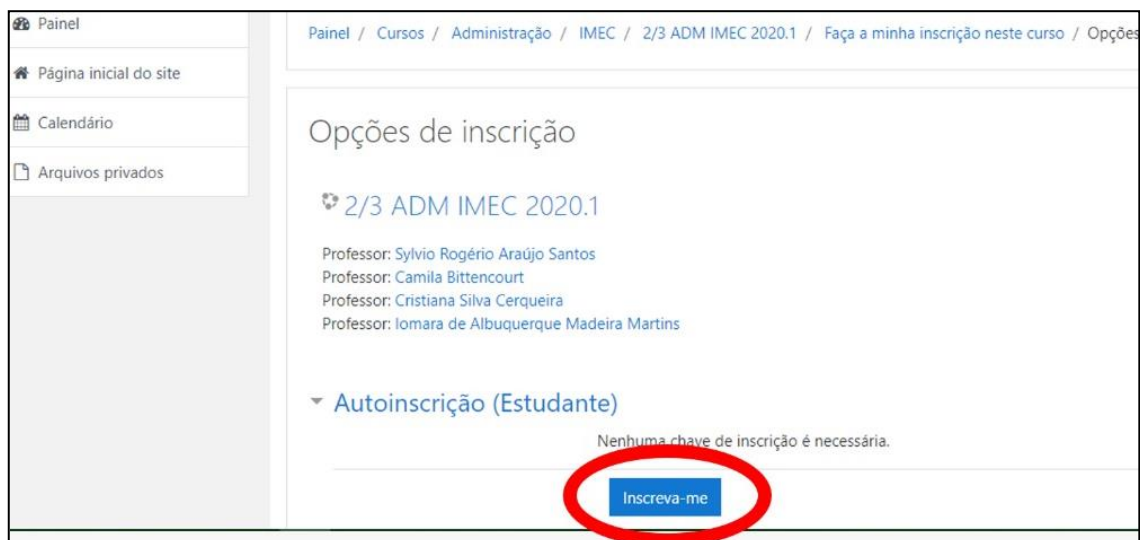 Painel
Página inicial do site
Calendário
Arquivos privados
Painel / Cursos / Administração / IMEC / 2/3 ADM IMEC 2020.1 / Faça a minha inscrição neste curso / Opções
Opções de inscrição
2/3 ADM IMEC 2020.1
Professor: Sylvio Rogério Araújo Santos
Professor: Camila Bittencourt
Professor: Cristiana Silva Cerqueira
Professor: Iomara de Albuquerque Madeira Martins
Autoinscrição (Estudante)
Nenhuma chave de inscrição é necessária.
Inscreva-me